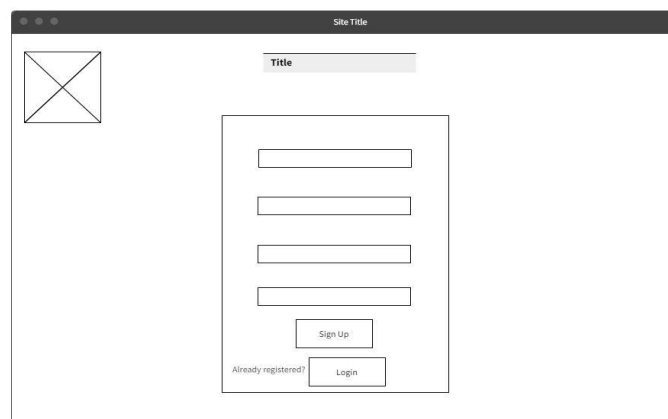 Site Title
Title
Sign Up
Already registered?
Login